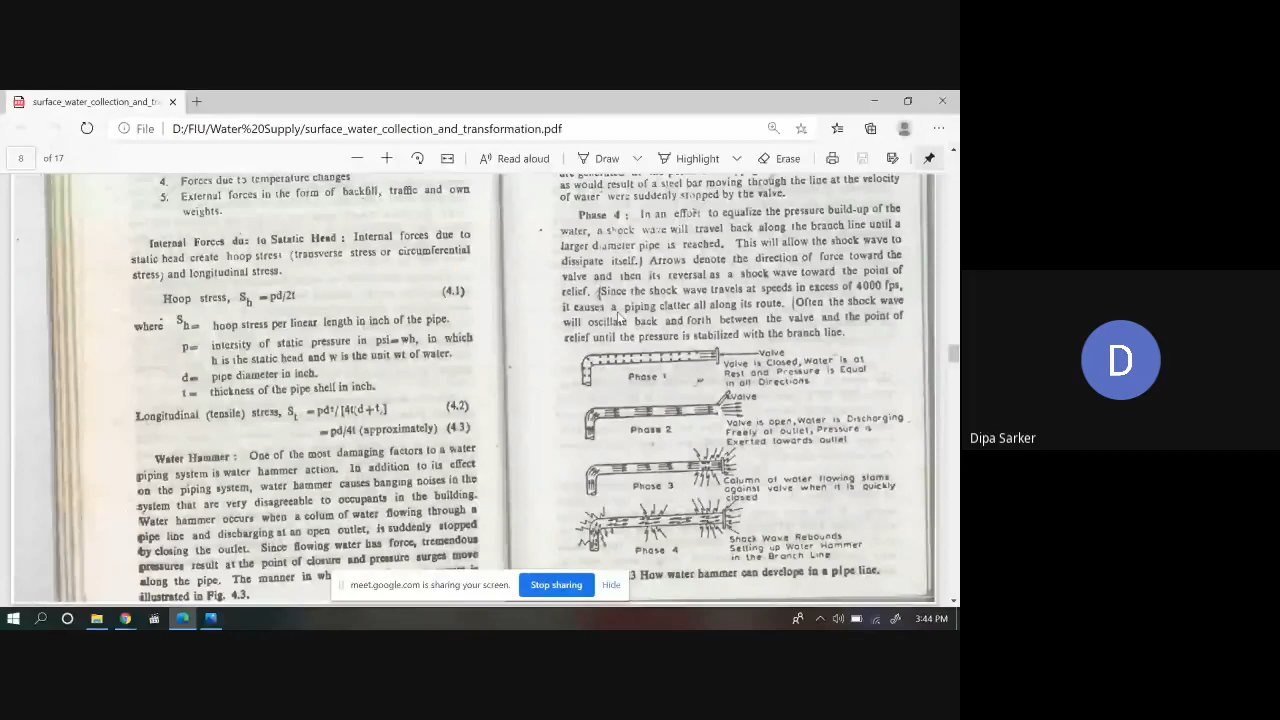 surface_water_collection_and_tra
File
D:/FIU/Water%20Supply/surface_water_collection_and_transformation.pdf
8 of 17
Read aloud
Draw
Highlight
Erase
4. Forces due to temperature changes
5. External forces in the form of backfill, traffic and own
weights.
Internal Forces due to Satatic Head : Internal forces due to
static head create hoop stress (transverse stress or circumferential
stress) and longitudinal stress.
Hoop stress, Sh = pd/2t (4.1)
where Sh= hoop stress per linear length in inch of the pipe.
p= intersity of static pressure in psi=wh, in which
h is the static head and w is the unit wt of water.
d= pipe diameter in inch.
t = thickness of the pipe shell in inch.
Longitudinal (tensile) stress, St =pdt/[4t(d+t,] (4.2)
=pd/4t (approximately) (4.3)
Water Hammer : One of the most damaging factors to a water
piping system is water hammer action. In addition to its effect
on the piping system, water hammer causes banging noises in the
system that are very disagreable to occupants in the building.
Water hammer occurs when a colum of water flowing through a
pipe line and discharging at an open outlet, is suddenly stopped
by closing the outlet. Since flowing water has force, tremendous
pressures result at the point of closure and pressure surges move
along the pipe. The manner in wh
illustrated in Fig. 4.3.
as would result of a steel bar moving through the line at the velocity
of water were suddenly stopped by the valve.
Phase 4 : In an effort to equalize the pressure build-up of the
water, a shock wave will travel back along the branch line until a
larger diameter pipe is reached. This will allow the shock wave to
dissipate itself.) Arrows denote the direction of force toward the
valve and then its reversal as a shock wave toward the point of
relief. (Since the shock wave travels at speeds in excess of 4000 fps,
it causes a piping clatter all along its route. (Often the shock wave
will oscillate back and forth between the valve and the point of
relief until the pressure is stabilized with the branch line.
Valve
Valve is Closed, Water is at
Rest and Pressure is Equal
in all Directions
Phase 1
Valve
Valve is open, Water is Discharging
Freely at outlet, Pressure is
Exerted towards outlet
Phase 2
Column of water flowing slams
against valve when it is quickly
closed
Phase 3
Shock Wave Rebounds
Setting up Water Hammer
in the Branch Line
Phase 4
3 How water hammer can develope in a pipe line.
meet.google.com is sharing your screen.
Stop sharing
Hide
3:44 PM
D
Dipa Sarker